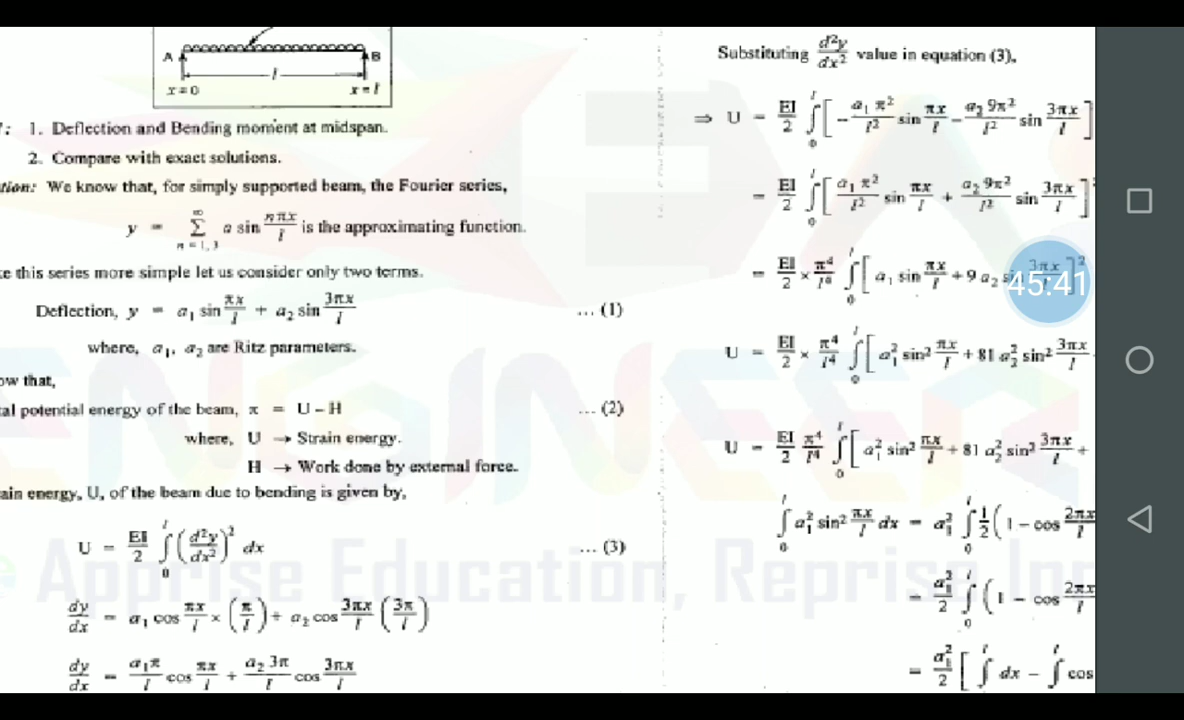 A B
l
x = 0 x = l
: 1. Deflection and Bending moment at midspan.
2. Compare with exact solutions.
tion: We know that, for simply supported beam, the Fourier series,
y = ∞ Σ n = 1, 3 a sin nπx/l is the approximating function.
e this series more simple let us consider only two terms.
Deflection, y = a₁ sin πx/l + a₂ sin 3πx/l ... (1)
where, a₁, a₂ are Ritz parameters.
ow that,
al potential energy of the beam, π = U – H ... (2)
where, U → Strain energy.
H → Work done by external force.
ain energy, U, of the beam due to bending is given by,
U = EI/2 ∫₀ˡ (d²y/dx²)² dx ... (3)
dy/dx = a₁ cos πx/l × (π/l) + a₂ cos 3πx/l (3π/l)
dy/dx = a₁π/l cos πx/l + a₂ 3π/l cos 3πx/l
Substituting d²y/dx² value in equation (3),
⇒ U = EI/2 ∫₀ˡ [– a₁ π²/l² sin πx/l – a₂ 9π²/l² sin 3πx/l ]
= EI/2 ∫₀ˡ [ a₁ π²/l² sin πx/l + a₂ 9π²/l² sin 3πx/l ]
= EI/2 × π⁴/l⁴ ∫₀ˡ [ a₁ sin πx/l + 9 a₂ sin 3πx/l ]²
45:41
U = EI/2 × π⁴/l⁴ ∫₀ˡ [ a₁² sin² πx/l + 81 a₂² sin² 3πx/l
U = EI/2 π⁴/l⁴ ∫₀ˡ [ a₁² sin² πx/l + 81 a₂² sin² 3πx/l +
∫₀ˡ a₁² sin² πx/l dx = a₁² ∫₀ˡ 1/2 (1 – cos 2πx/l
= a₁²/2 ∫₀ˡ (1 – cos 2πx/l
= a₁²/2 [ ∫ˡ dx – ∫ˡ cos
ENGINEER
Apprise Education, Reprise Inn